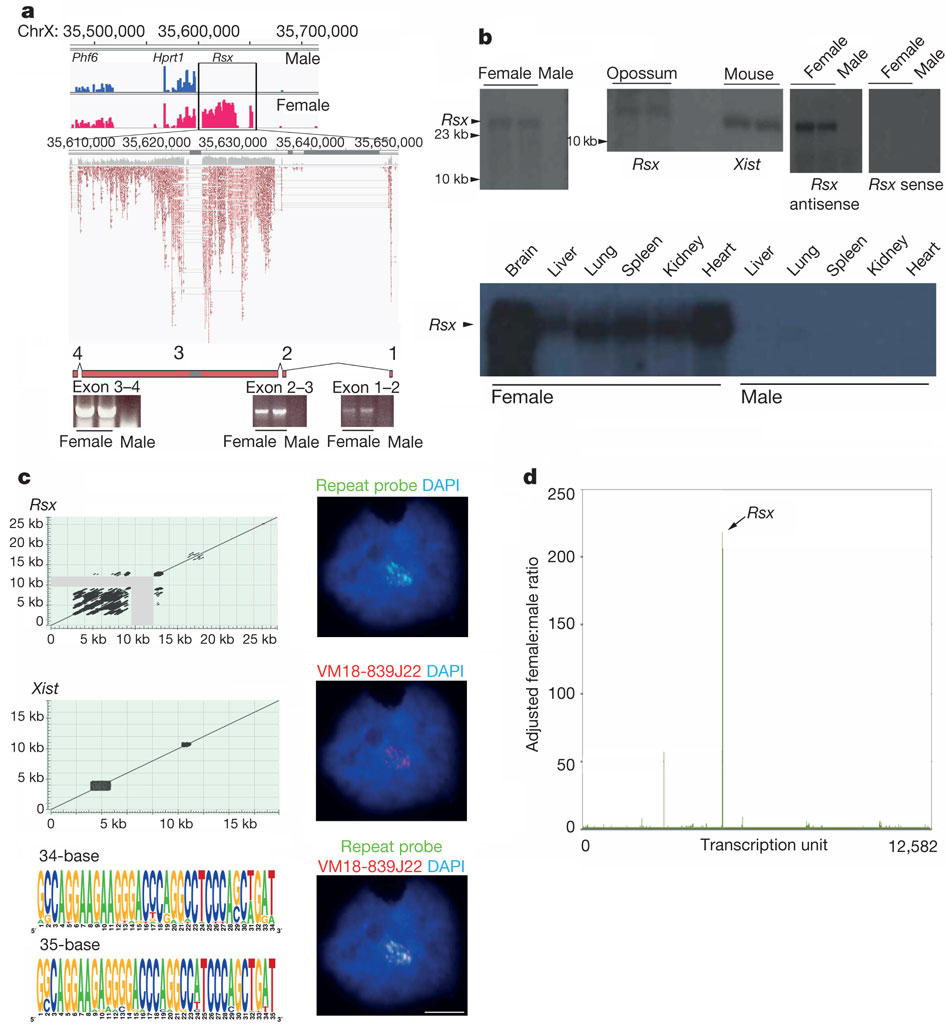 a
ChrX: 35,500,000 35,600,000 35,700,000
Phf6 Hprt1 Rsx Male
Female
35,610,000 35,620,000 35,630,000 35,640,000 35,650,000
4 3 2 1
Exon 3–4 Exon 2–3 Exon 1–2
Female Male Female Male Female Male
b
Female Male
Rsx
23 kb
10 kb
Opossum Mouse
10 kb
Rsx Xist
Female Male
Rsx antisense
Female Male
Rsx sense
Brain Liver Lung Spleen Kidney Heart Liver Lung Spleen Kidney Heart
Rsx
Female Male
c
Rsx
25 kb
20 kb
15 kb
10 kb
5 kb
0
0 5 kb 10 kb 15 kb 20 kb 25 kb
Xist
15 kb
10 kb
5 kb
0
0 5 kb 10 kb 15 kb
34-base
5′ 3′
35-base
5′ 3′
Repeat probe DAPI
VM18-839J22 DAPI
Repeat probe
VM18-839J22 DAPI
d
Adjusted female:male ratio
250
200
150
100
50
0
Rsx
0 Transcription unit 12,582